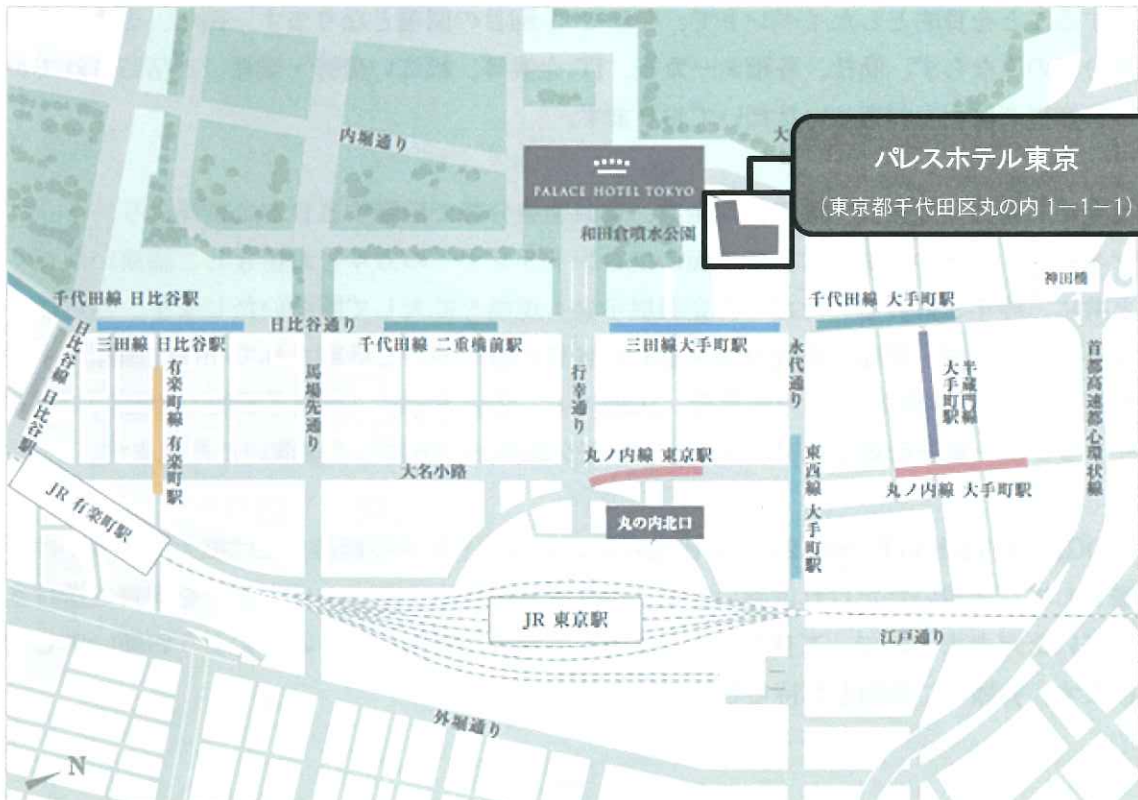 内堀通り
大
パレスホテル東京
(東京都千代田区丸の内1-1-1)
PALACE HOTEL TOKYO
和田倉噴水公園
神田橋
千代田線 日比谷駅
日比谷通り
千代田線 大手町駅
三田線 日比谷駅
千代田線 二重橋前駅
三田線大手町駅
日比谷線 日比谷駅
有楽町線 有楽町駅
馬場先通り
行幸通り
永代通り
半蔵門線
大手町駅
首都高速都心環状線
大名小路
丸ノ内線 東京駅
東西線 大手町駅
丸ノ内線 大手町駅
JR 有楽町駅
丸の内北口
JR 東京駅
江戸通り
外堀通り
N